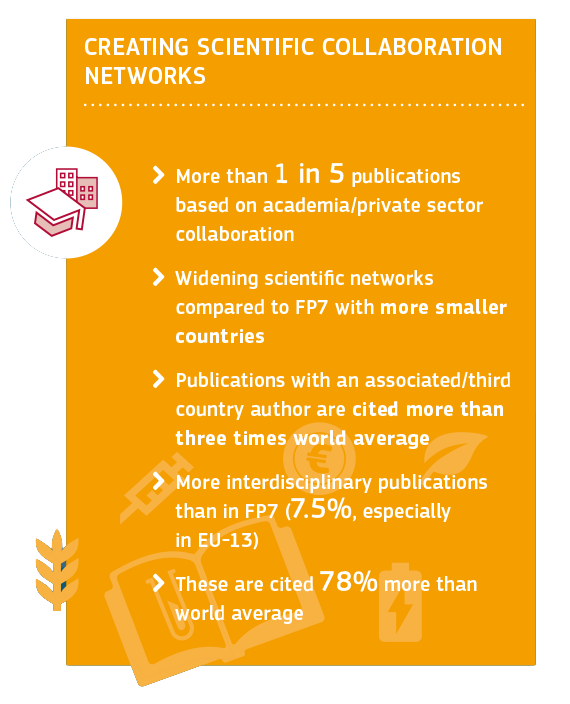 CREATING SCIENTIFIC COLLABORATION
NETWORKS
More than 1 in 5 publications
based on academia/private sector
collaboration
Widening scientific networks
compared to FP7 with more smaller
countries
Publications with an associated/third
country author are cited more than
three times world average
More interdisciplinary publications
than in FP7 (7.5%, especially
in EU-13)
These are cited 78% more than
world average